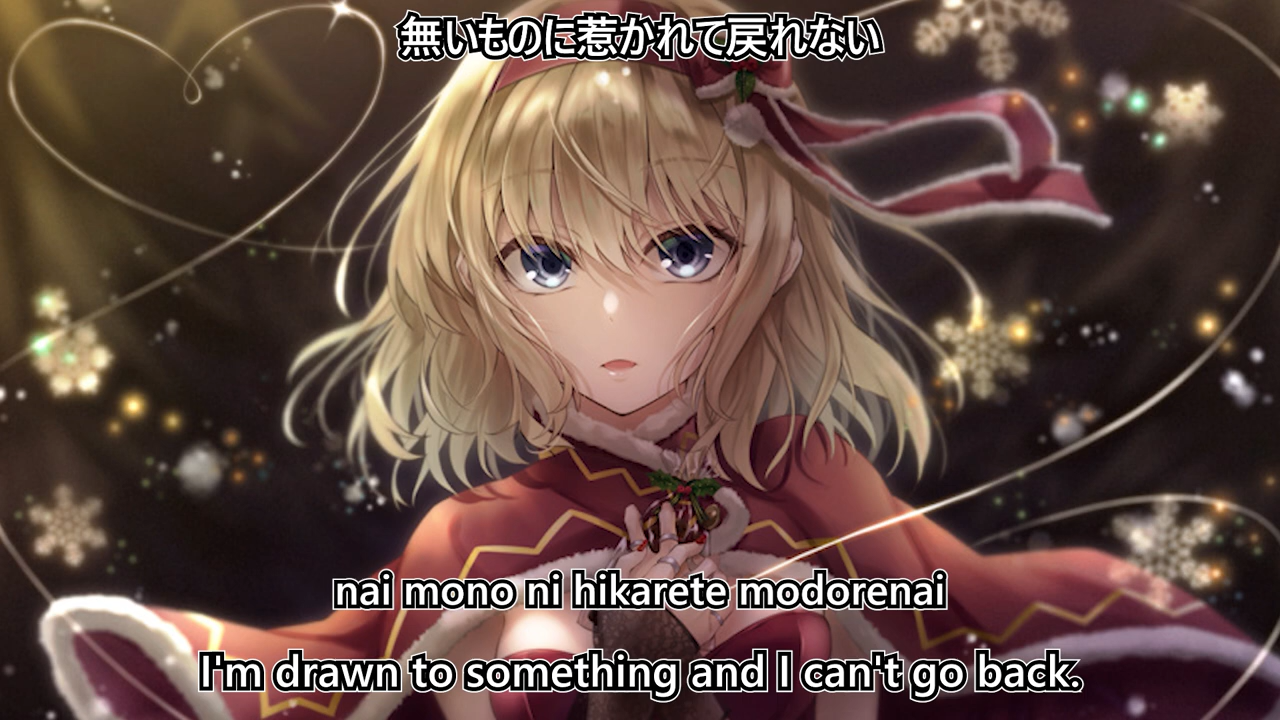 無いものに惹かれて戻れない
nai mono ni hikarete modorenai
I'm drawn to something and I can't go back.